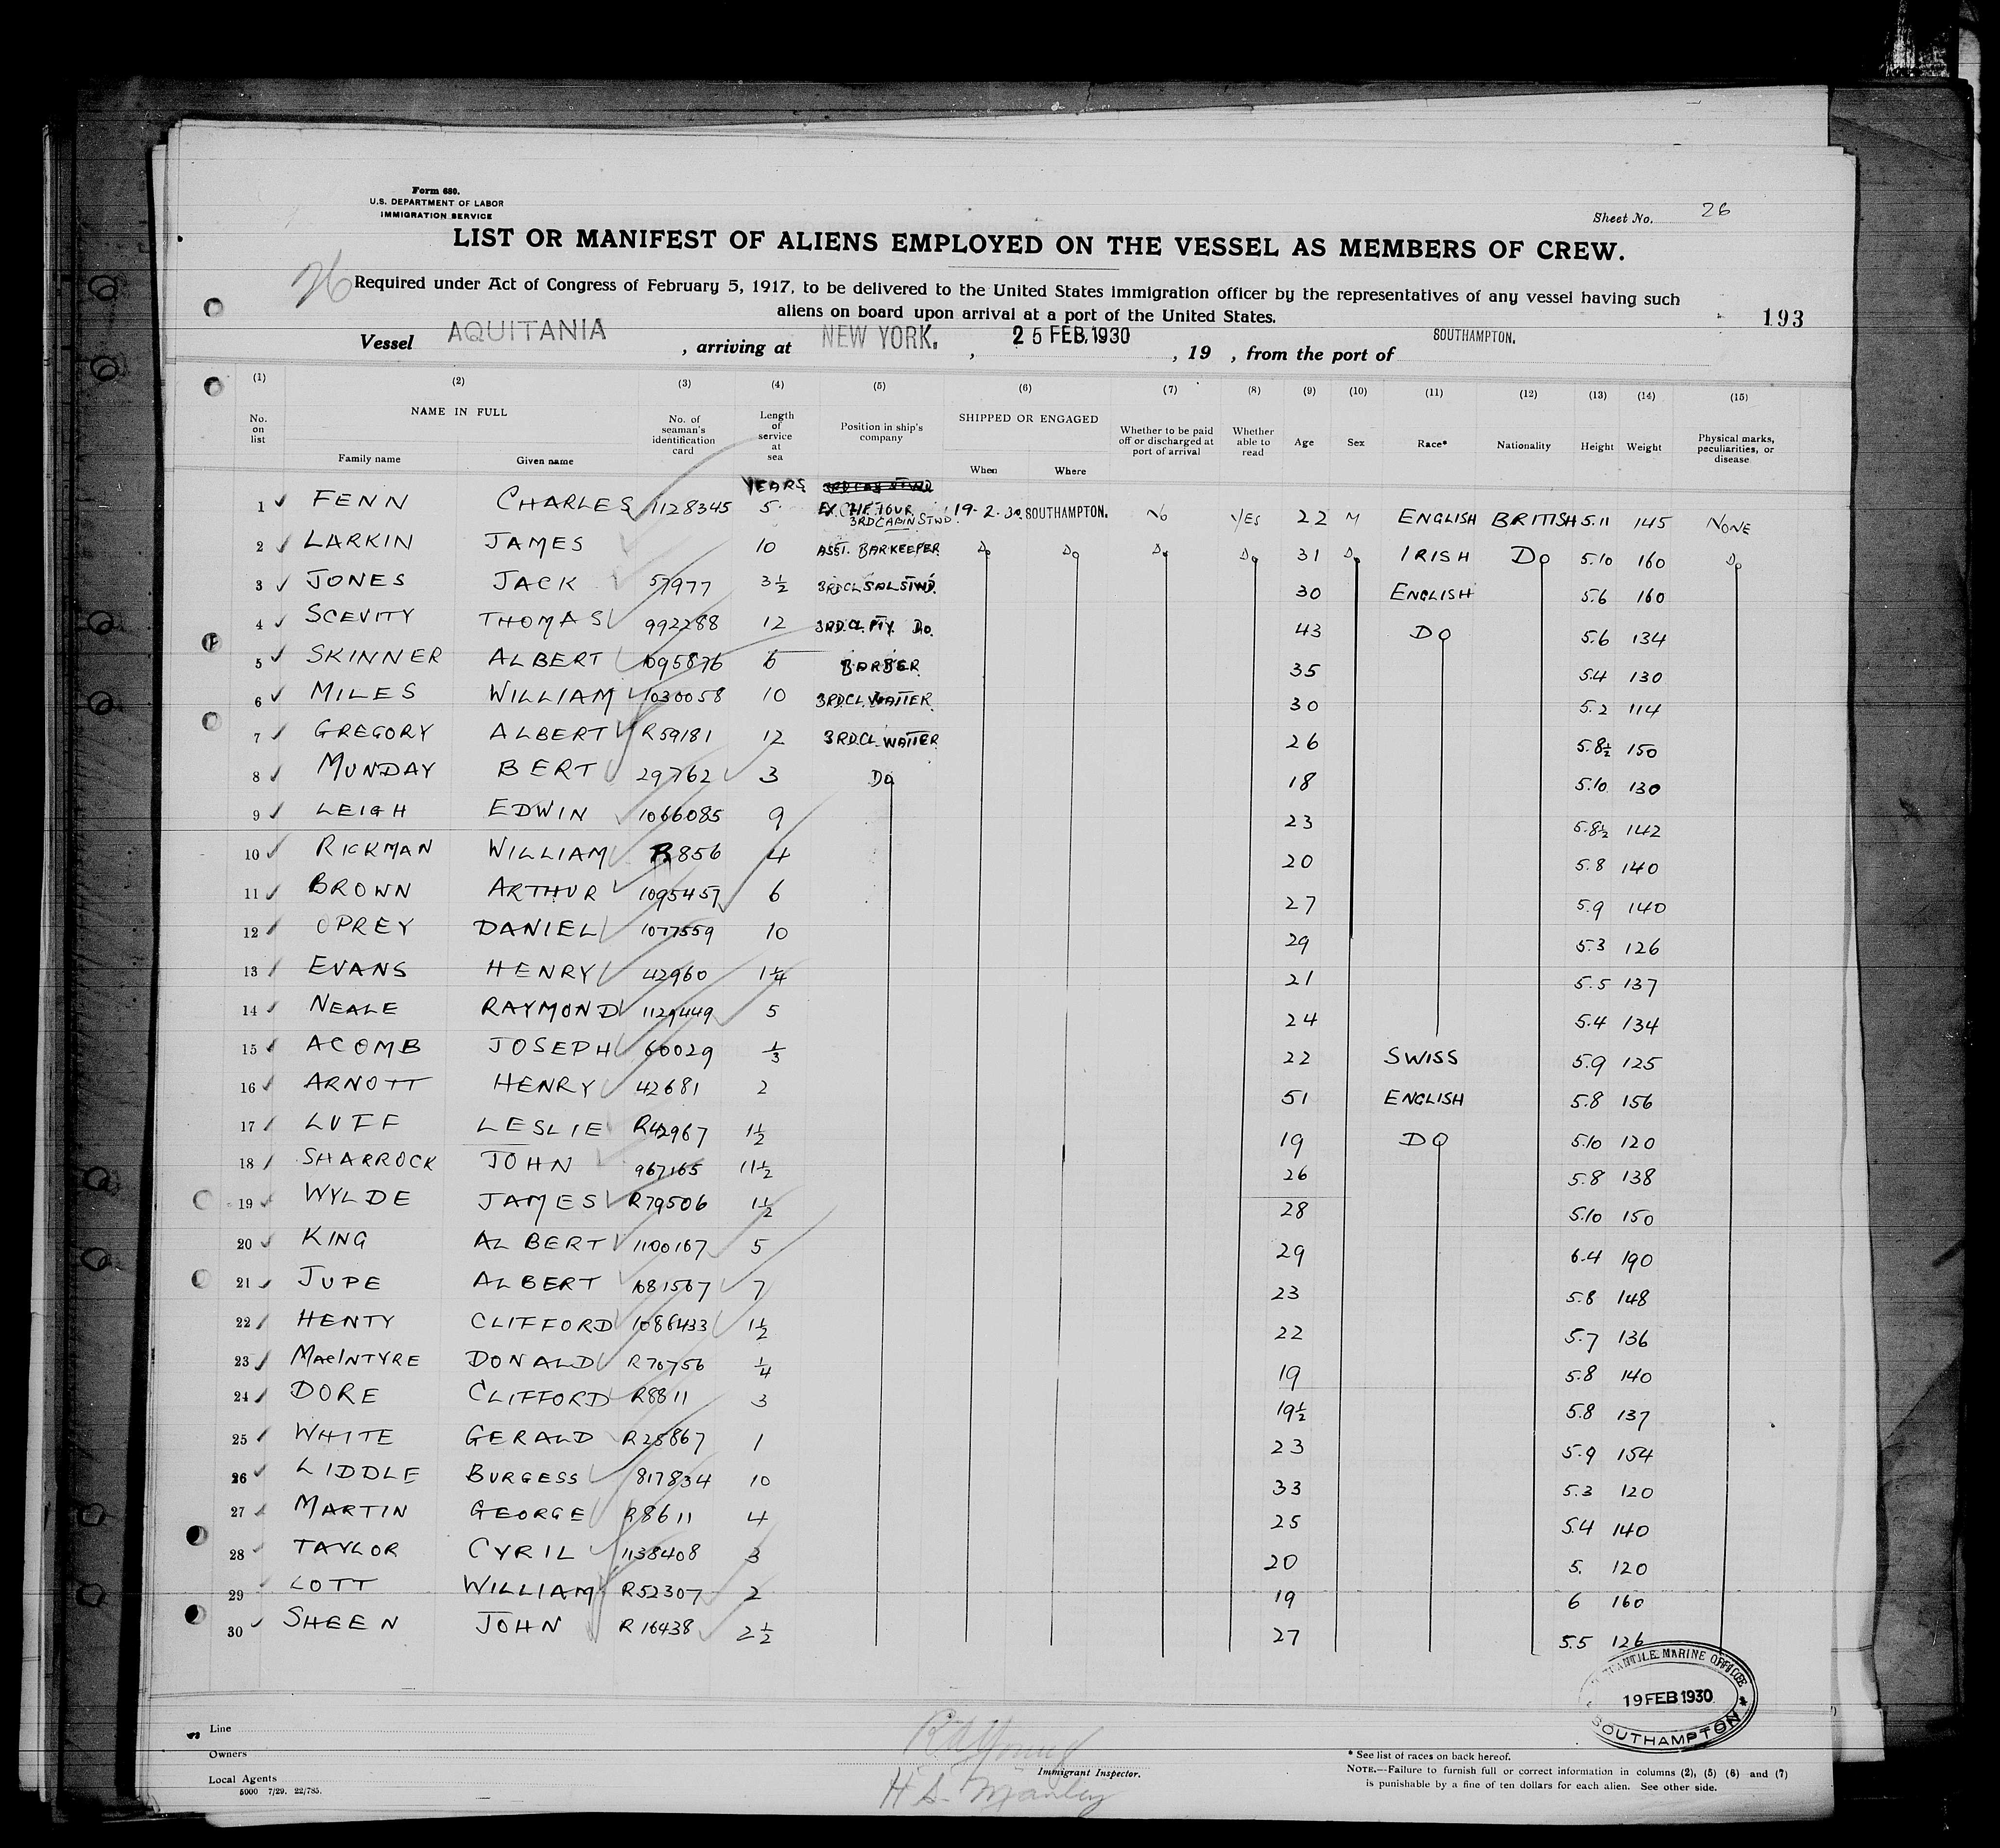 Form 680.
U.S. DEPARTMENT OF LABOR
IMMIGRATION SERVICE
Sheet No. 26
LIST OR MANIFEST OF ALIENS EMPLOYED ON THE VESSEL AS MEMBERS OF CREW.
26
Required under Act of Congress of February 5, 1917, to be delivered to the United States immigration officer by the representatives of any vessel having such
aliens on board upon arrival at a port of the United States.
193
Vessel AQUITANIA , arriving at NEW YORK. , 25 FEB. 1930 , 19 , from the port of SOUTHAMPTON.
(1) (2) (3) (4) (5) (6) (7) (8) (9) (10) (11) (12) (13) (14) (15)
No. on list NAME IN FULL Family name Given name No. of seaman's identification card Length of service at sea Position in ship's company SHIPPED OR ENGAGED When Where Whether to be paid off or discharged at port of arrival Whether able to read Age Sex Race* Nationality Height Weight Physical marks, peculiarities, or disease
YEARS
1 FENN CHARLES 1128345 5 3RD CABIN STWD. 19.2.30 SOUTHAMPTON. No YES 22 M ENGLISH BRITISH 5.11 145 NONE
2 LARKIN JAMES 10 ASST. BARKEEPER Do Do Do Do 31 Do IRISH Do 5.10 160 Do
3 JONES JACK 57977 3½ 3RD CL SAL STWD. 30 ENGLISH 5.6 160
4 SCEVITY THOMAS 992288 12 3RD. CL. PTY. Do. 43 DO 5.6 134
5 SKINNER ALBERT 1095876 6 BARBER. 35 5.4 130
6 MILES WILLIAM 1030058 10 3RD.CL.WAITER. 30 5.2 114
7 GREGORY ALBERT R59181 12 3RD.CL.WAITER 26 5.8½ 150
8 MUNDAY BERT 29762 3 Do 18 5.10 130
9 LEIGH EDWIN 1066085 9 23 5.8½ 142
10 RICKMAN WILLIAM R856 4 20 5.8 140
11 BROWN ARTHUR 1095457 6 27 5.9 140
12 OPREY DANIEL 1077559 10 29 5.3 126
13 EVANS HENRY 42960 1¼ 21 5.5 137
14 NEALE RAYMOND 1129449 5 24 5.4 134
15 ACOMB JOSEPH 60029 ⅓ 22 SWISS 5.9 125
16 ARNOTT HENRY 42681 2 51 ENGLISH 5.8 156
17 LUFF LESLIE R42967 1½ 19 DO 5.10 120
18 SHARROCK JOHN 967165 11½ 26 5.8 138
19 WYLDE JAMES R79506 1½ 28 5.10 150
20 KING ALBERT 1100167 5 29 6.4 190
21 JUPE ALBERT 1081567 7 23 5.8 148
22 HENTY CLIFFORD 1086433 1½ 22 5.7 136
23 MacINTYRE DONALD R70756 ¼ 19 5.8 140
24 DORE CLIFFORD R8811 3 19½ 5.8 137
25 WHITE GERALD R28867 1 23 5.9 154
26 LIDDLE BURGESS 817834 10 33 5.3 120
27 MARTIN GEORGE R8611 4 25 5.4 140
28 TAYLOR CYRIL 1138408 3 20 5. 120
29 LOTT WILLIAM R52307 2 19 6 160
30 SHEEN JOHN R16438 2½ 27 5.5 126
MERCANTILE MARINE OFFICE
19 FEB 1930
SOUTHAMPTON
Line
Owners
Local Agents
5000 7/29. 22/785.
Immigrant Inspector.
H S. Manley
* See list of races on back hereof.
NOTE.—Failure to furnish full or correct information in columns (2), (5) (6) and (7)
is punishable by a fine of ten dollars for each alien. See other side.